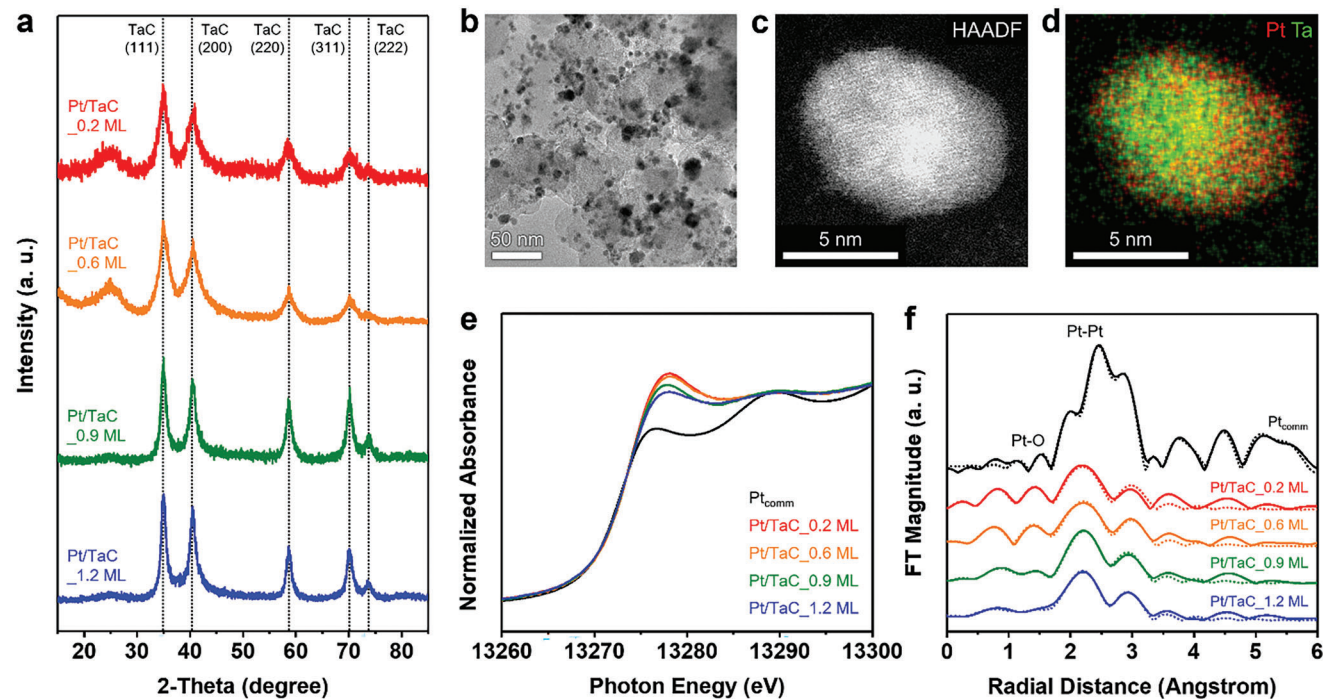 a
TaC
(111)
TaC
(200)
TaC
(220)
TaC
(311)
TaC
(222)
Pt/TaC
_0.2 ML
Pt/TaC
_0.6 ML
Pt/TaC
_0.9 ML
Pt/TaC
_1.2 ML
Intensity (a. u.)
20 30 40 50 60 70 80
2-Theta (degree)
b
50 nm
c
HAADF
5 nm
d
Pt Ta
5 nm
e
Normalized Absorbance
Ptcomm
Pt/TaC_0.2 ML
Pt/TaC_0.6 ML
Pt/TaC_0.9 ML
Pt/TaC_1.2 ML
13260 13270 13280 13290 13300
Photon Enegy (eV)
f
FT Magnitude (a. u.)
Pt-Pt
Pt-O
Ptcomm
Pt/TaC_0.2 ML
Pt/TaC_0.6 ML
Pt/TaC_0.9 ML
Pt/TaC_1.2 ML
0 1 2 3 4 5 6
Radial Distance (Angstrom)